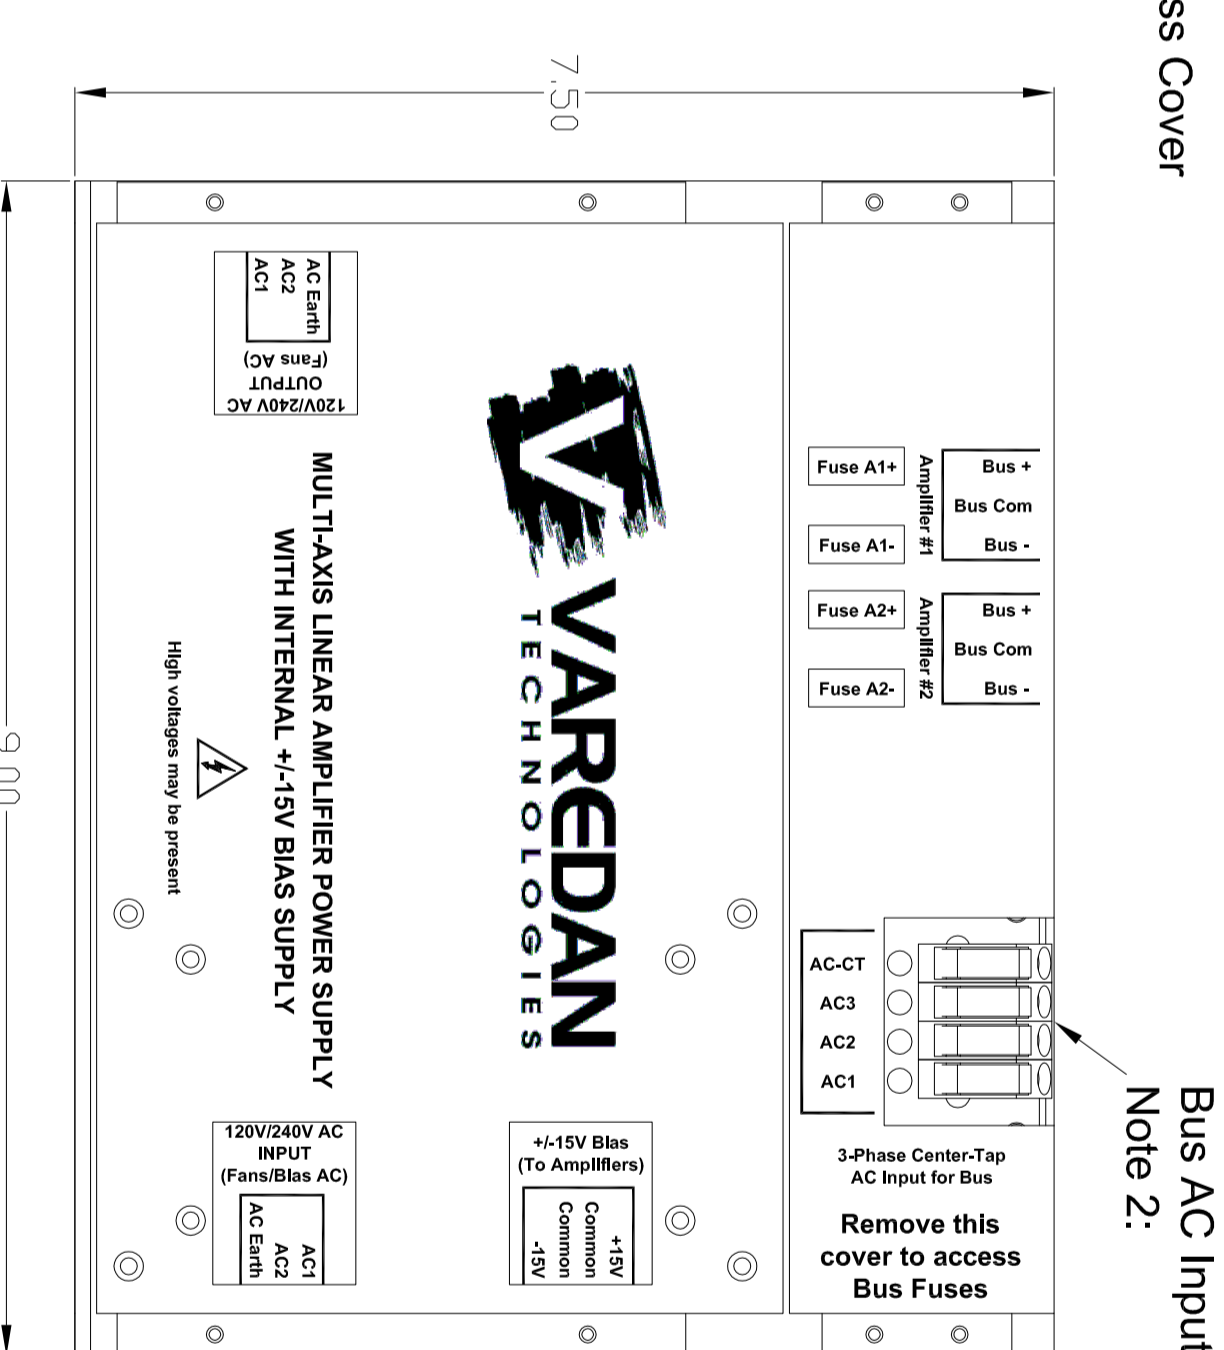 ss Cover
7.50
9.00
Bus AC Input
Note 2:
AC Earth
AC2
AC1
120V/240V AC
OUTPUT
(Fans AC)
VAREDAN
TECHNOLOGIES
MULTI-AXIS LINEAR AMPLIFIER POWER SUPPLY
WITH INTERNAL +/-15V BIAS SUPPLY
High voltages may be present
Fuse A1+
Fuse A1-
Amplifier #1
Bus +
Bus Com
Bus -
Fuse A2+
Fuse A2-
Amplifier #2
Bus +
Bus Com
Bus -
AC-CT
AC3
AC2
AC1
3-Phase Center-Tap
AC Input for Bus
Remove this
cover to access
Bus Fuses
120V/240V AC
INPUT
(Fans/Bias AC)
AC1
AC2
AC Earth
+/-15V Bias
(To Amplifiers)
+15V
Common
Common
-15V